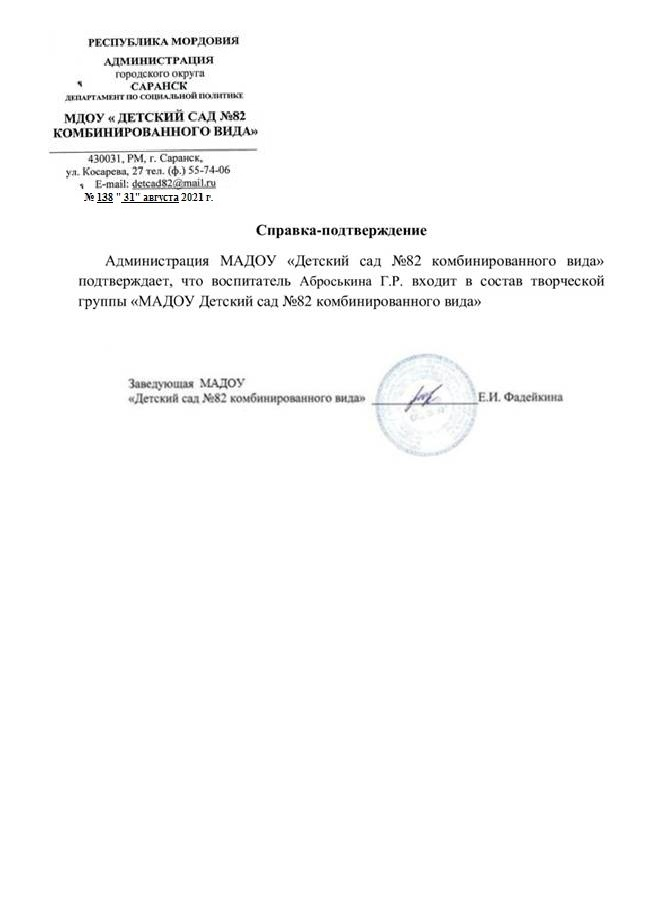 РЕСПУБЛИКА МОРДОВИЯ
АДМИНИСТРАЦИЯ
городского округа
САРАНСК
ДЕПАРТАМЕНТ ПО СОЦИАЛЬНОЙ ПОЛИТИКЕ
МДОУ « ДЕТСКИЙ САД №82
КОМБИНИРОВАННОГО ВИДА»
430031, РМ, г. Саранск,
ул. Косарева, 27 тел. (ф.) 55-74-06
E-mail: detcad82@mail.ru
№ 138 " 31" августа 2021 г.
Справка-подтверждение
Администрация МАДОУ «Детский сад №82 комбинированного вида»
подтверждает, что воспитатель Аброськина Г.Р. входит в состав творческой
группы «МАДОУ Детский сад №82 комбинированного вида»
Заведующая МАДОУ
«Детский сад №82 комбинированного вида» Е.И. Фадейкина